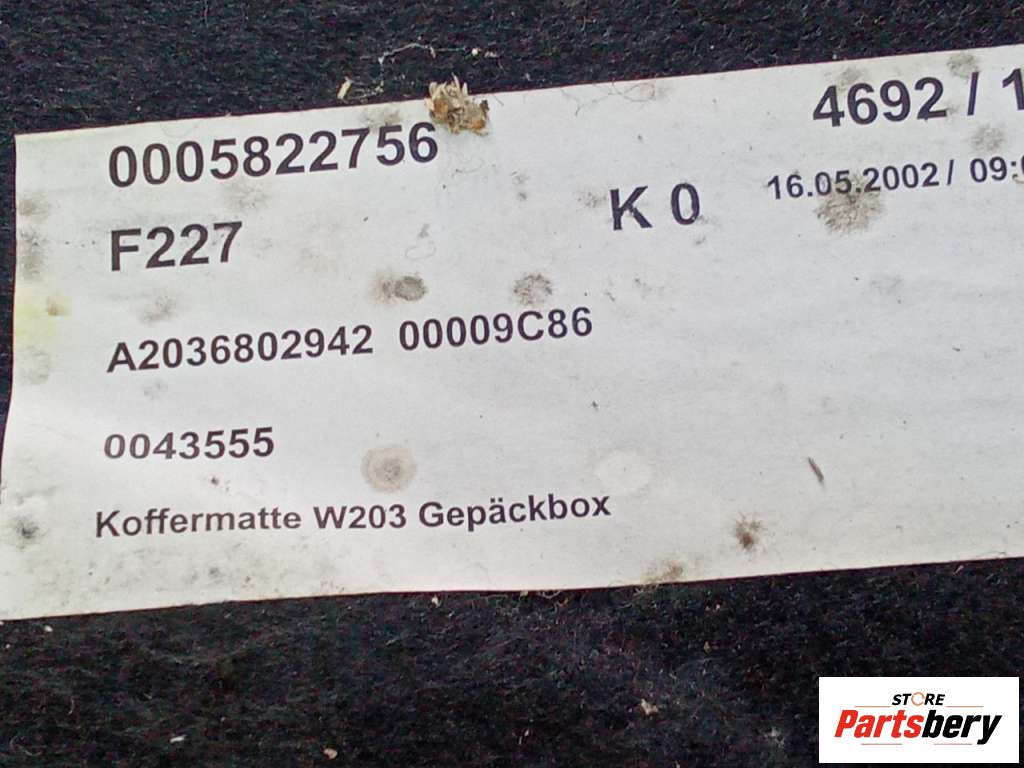 0005822756
4692 / 1
F227
K 0
16.05.2002 / 09:
A2036802942 00009C86
0043555
Koffermatte W203 Gepäckbox
STORE
Partsbery